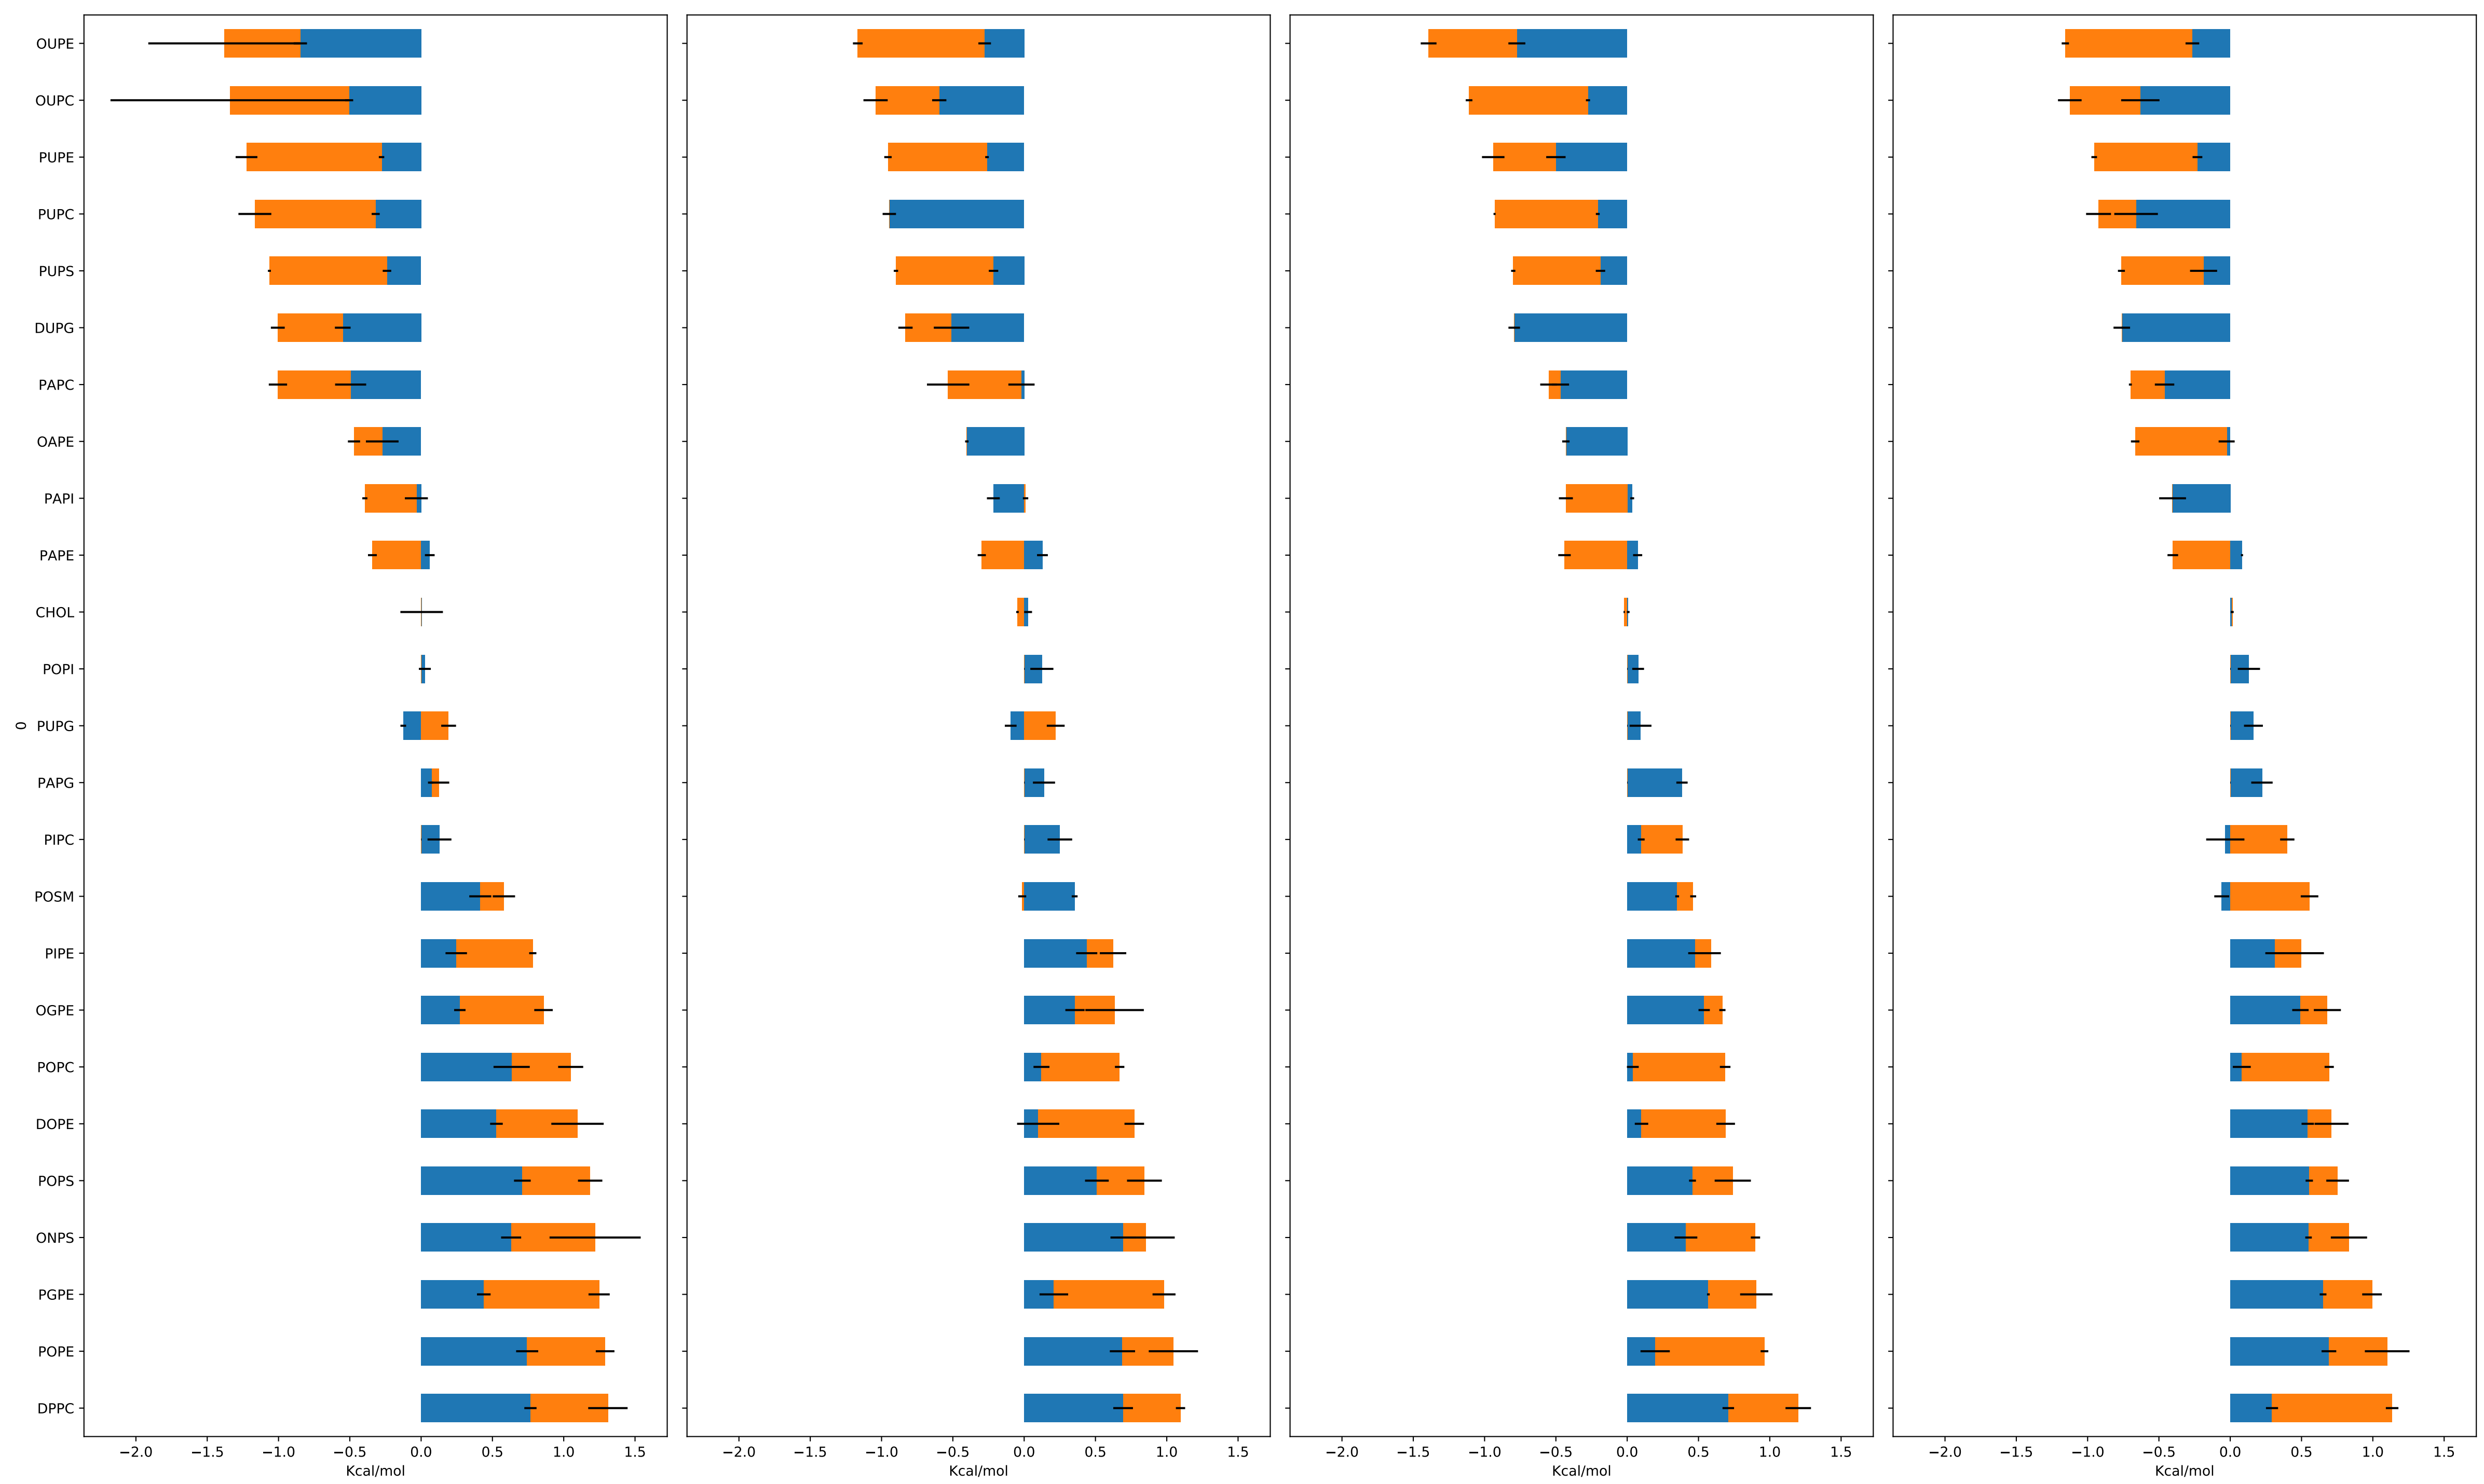 OUPE
OUPC
PUPE
PUPC
PUPS
DUPG
PAPC
OAPE
PAPI
PAPE
CHOL
POPI
0
PUPG
PAPG
PIPC
POSM
PIPE
OGPE
POPC
DOPE
POPS
ONPS
PGPE
POPE
DPPC
−2.0 −1.5 −1.0 −0.5 0.0 0.5 1.0 1.5
Kcal/mol
−2.0 −1.5 −1.0 −0.5 0.0 0.5 1.0 1.5
Kcal/mol
−2.0 −1.5 −1.0 −0.5 0.0 0.5 1.0 1.5
Kcal/mol
−2.0 −1.5 −1.0 −0.5 0.0 0.5 1.0 1.5
Kcal/mol